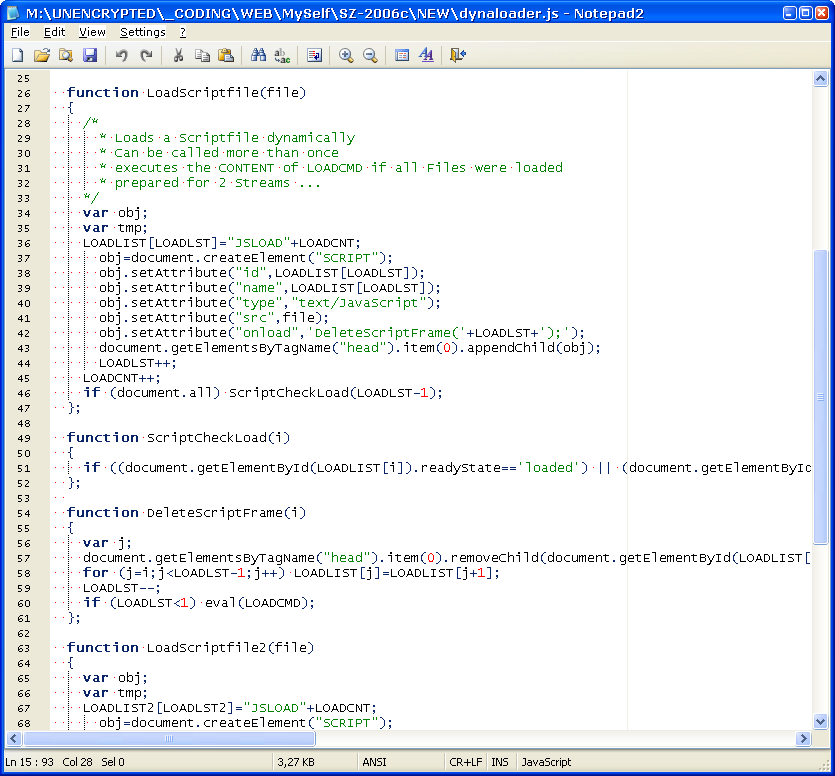 M:\UNENCRYPTED\_CODING\WEB\MySelf\SZ-2006c\NEW\dynaloader.js - Notepad2
File Edit View Settings ?
25
26 function LoadScriptfile(file)
27 {
28 /*
29 * Loads a Scriptfile dynamically
30 * Can be called more than once
31 * executes the CONTENT of LOADCMD if all Files were loaded
32 * prepared for 2 Streams ...
33 */
34 var obj;
35 var tmp;
36 LOADLIST[LOADLST]="JSLOAD"+LOADCNT;
37 obj=document.createElement("SCRIPT");
38 obj.setAttribute("id",LOADLIST[LOADLST]);
39 obj.setAttribute("name",LOADLIST[LOADLST]);
40 obj.setAttribute("type","text/JavaScript");
41 obj.setAttribute("src",file);
42 obj.setAttribute("onload",'DeleteScriptFrame('+LOADLST+');');
43 document.getElementsByTagName("head").item(0).appendChild(obj);
44 LOADLST++;
45 LOADCNT++;
46 if (document.all) ScriptCheckLoad(LOADLST-1);
47 };
48
49 function ScriptCheckLoad(i)
50 {
51 if ((document.getElementById(LOADLIST[i]).readyState=='loaded') || (document.getElementById
52 };
53
54 function DeleteScriptFrame(i)
55 {
56 var j;
57 document.getElementsByTagName("head").item(0).removeChild(document.getElementById(LOADLIST[
58 for (j=i;j<LOADLST-1;j++) LOADLIST[j]=LOADLIST[j+1];
59 LOADLST--;
60 if (LOADLST<1) eval(LOADCMD);
61 };
62
63 function LoadScriptfile2(file)
64 {
65 var obj;
66 var tmp;
67 LOADLIST2[LOADLST2]="JSLOAD"+LOADCNT;
68 obj=document.createElement("SCRIPT");
Ln 15 : 93 Col 28 Sel 0 3,27 KB ANSI CR+LF INS JavaScript